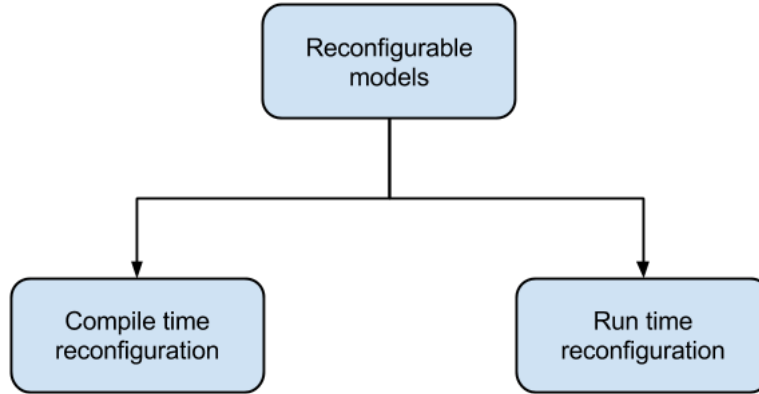 Reconfigurable
models
Compile time
reconfiguration
Run time
reconfiguration